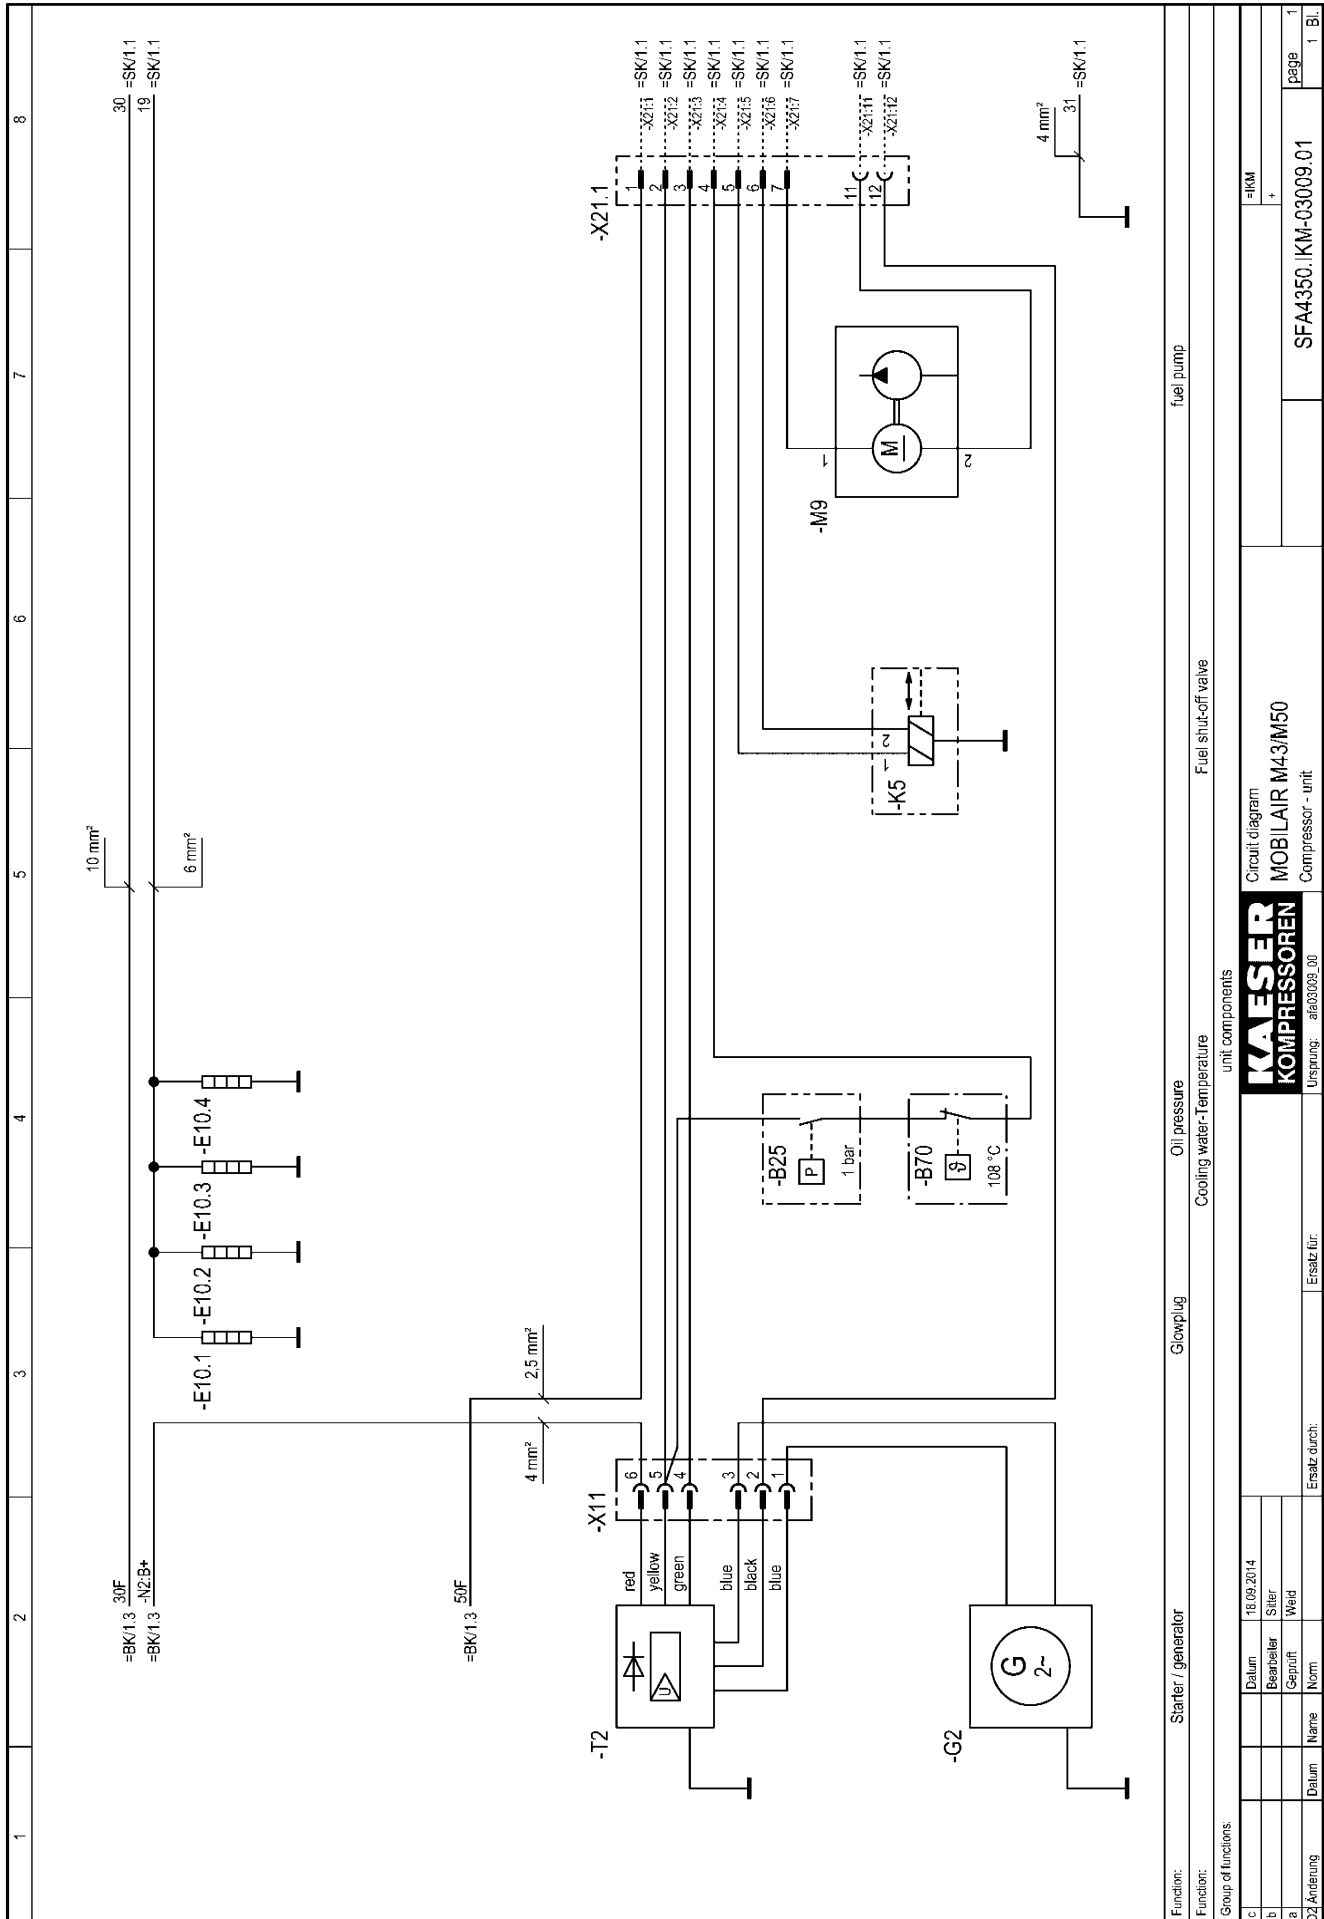 1 2 3 4 5 6 7 8
=BK/1.3 30F
=BK/1.3 -N2:B+
10 mm²
6 mm²
30 =SK/1.1
19 =SK/1.1
-E10.1 -E10.2 -E10.3 -E10.4
=BK/1.3 50F
4 mm²
2,5 mm²
-T2
U
red
yellow
green
blue
black
blue
-X11
6
5
4
3
2
1
-G2
G
2~
-B25
P
1 bar
-B70
ϑ
108 °C
-K5
1 2
-M9
1
M
2
-X21.1
1 -X21:1 =SK/1.1
2 -X21:2 =SK/1.1
3 -X21:3 =SK/1.1
4 -X21:4 =SK/1.1
5 -X21:5 =SK/1.1
6 -X21:6 =SK/1.1
7 -X21:7 =SK/1.1
11 -X21:11 =SK/1.1
12 -X21:12 =SK/1.1
4 mm²
31 =SK/1.1
Function: Starter / generator Glowplug Oil pressure fuel pump
Function: Cooling water-Temperature Fuel shut-off valve
Group of functions: unit components
c Datum 18.09.2014
b Bearbeiter Sitter
a Geprüft Weid
02 Änderung Datum Name Norm Ersatz durch: Ersatz für: Ursprung: afa03009_00
KAESER
KOMPRESSOREN
Circuit diagram
MOBILAIR M43/M50
Compressor - unit
=IKM
+
SFA4350.IKM-03009.01
page 1
1 Bl.